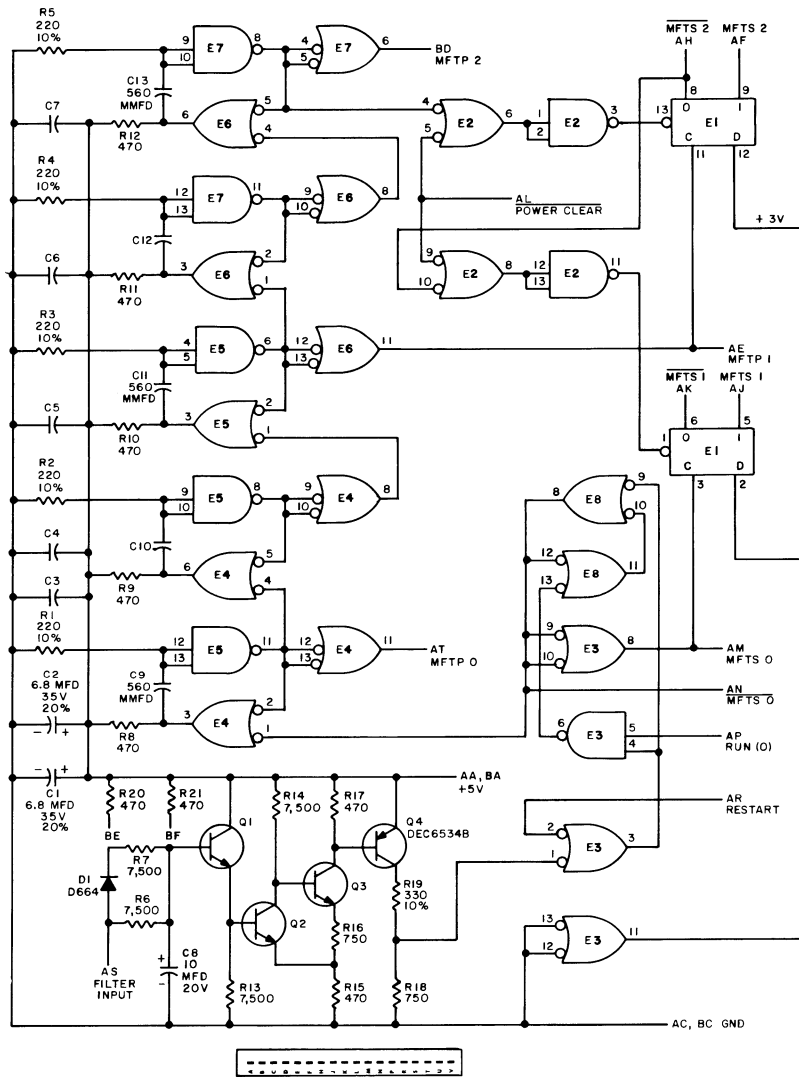 R5
220
10%
9
10
E7
8
4
5
E7
6
BD
MFTP 2
MFTS 2
AH
MFTS 2
AF
C13
560
MMFD
C7
6
R12
470
E6
5
4
4
5
E2
6
1
2
E2
3
13
8
O
9
I
E1
C
D
11
12
R4
220
10%
12
13
E7
11
9
10
E6
8
AL
POWER CLEAR
+ 3V
C12
C6
3
R11
470
E6
2
1
9
10
E2
8
12
13
E2
11
R3
220
10%
4
5
E5
6
12
13
E6
11
AE
MFTP 1
C11
560
MMFD
MFTS 1
AK
MFTS 1
AJ
C5
3
R10
470
E5
2
1
1
6
O
5
I
E1
C
D
3
2
R2
220
10%
9
10
E5
8
9
10
E4
8
8
E8
9
10
C4
C10
C3
6
R9
470
E4
5
4
12
13
E8
11
R1
220
10%
12
13
E5
11
12
13
E4
11
AT
MFTP 0
9
10
E3
8
AM
MFTS 0
C2
6.8 MFD
35V
20%
- +
C9
560
MMFD
3
R8
470
E4
2
1
AN
MFTS 0
6
E3
5
4
AP
RUN (0)
- +
C1
6.8 MFD
35V
20%
R20
470
BE
R21
470
BF
Q1
R14
7,500
R17
470
Q4
DEC6534B
AA, BA
+5V
AR
RESTART
2
1
E3
3
R7
7,500
D1
D664
R6
7,500
Q2
Q3
R19
330
10%
R16
750
AS
FILTER
INPUT
+
-
C8
10
MFD
20V
R13
7,500
R15
470
R18
750
13
12
E3
11
AC, BC GND